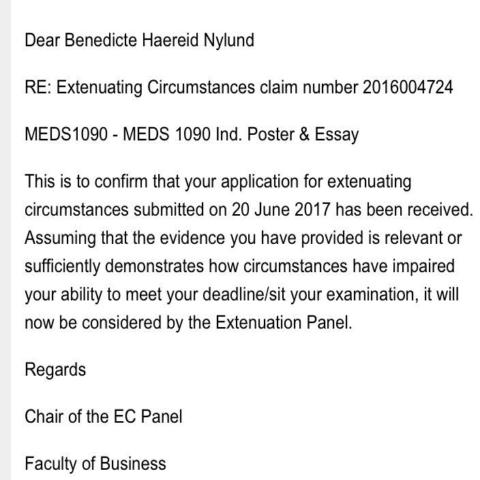 Dear Benedicte Haereid Nylund
RE: Extenuating Circumstances claim number 2016004724
MEDS1090 - MEDS 1090 Ind. Poster & Essay
This is to confirm that your application for extenuating
circumstances submitted on 20 June 2017 has been received.
Assuming that the evidence you have provided is relevant or
sufficiently demonstrates how circumstances have impaired
your ability to meet your deadline/sit your examination, it will
now be considered by the Extenuation Panel.
Regards
Chair of the EC Panel
Faculty of Business